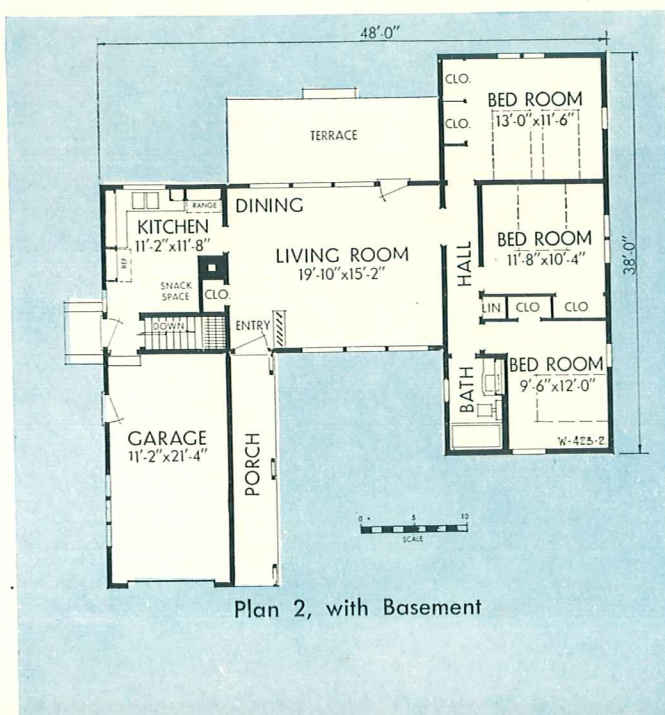 48'-0"
CLO.
BED ROOM
13'-0"x11'-6"
CLO.
TERRACE
DINING
RANGE
KITCHEN
11'-2"x11'-8"
REF
SNACK
SPACE
CLO.
LIVING ROOM
19'-10"x15'-2"
HALL
BED ROOM
11'-8"x10'-4"
38'-0"
LIN.
CLO
CLO
DOWN
ENTRY
BATH
BED ROOM
9'-6"x12'-0"
W-423-2
GARAGE
11'-2"x21'-4"
PORCH
0 5 10
SCALE
Plan 2, with Basement